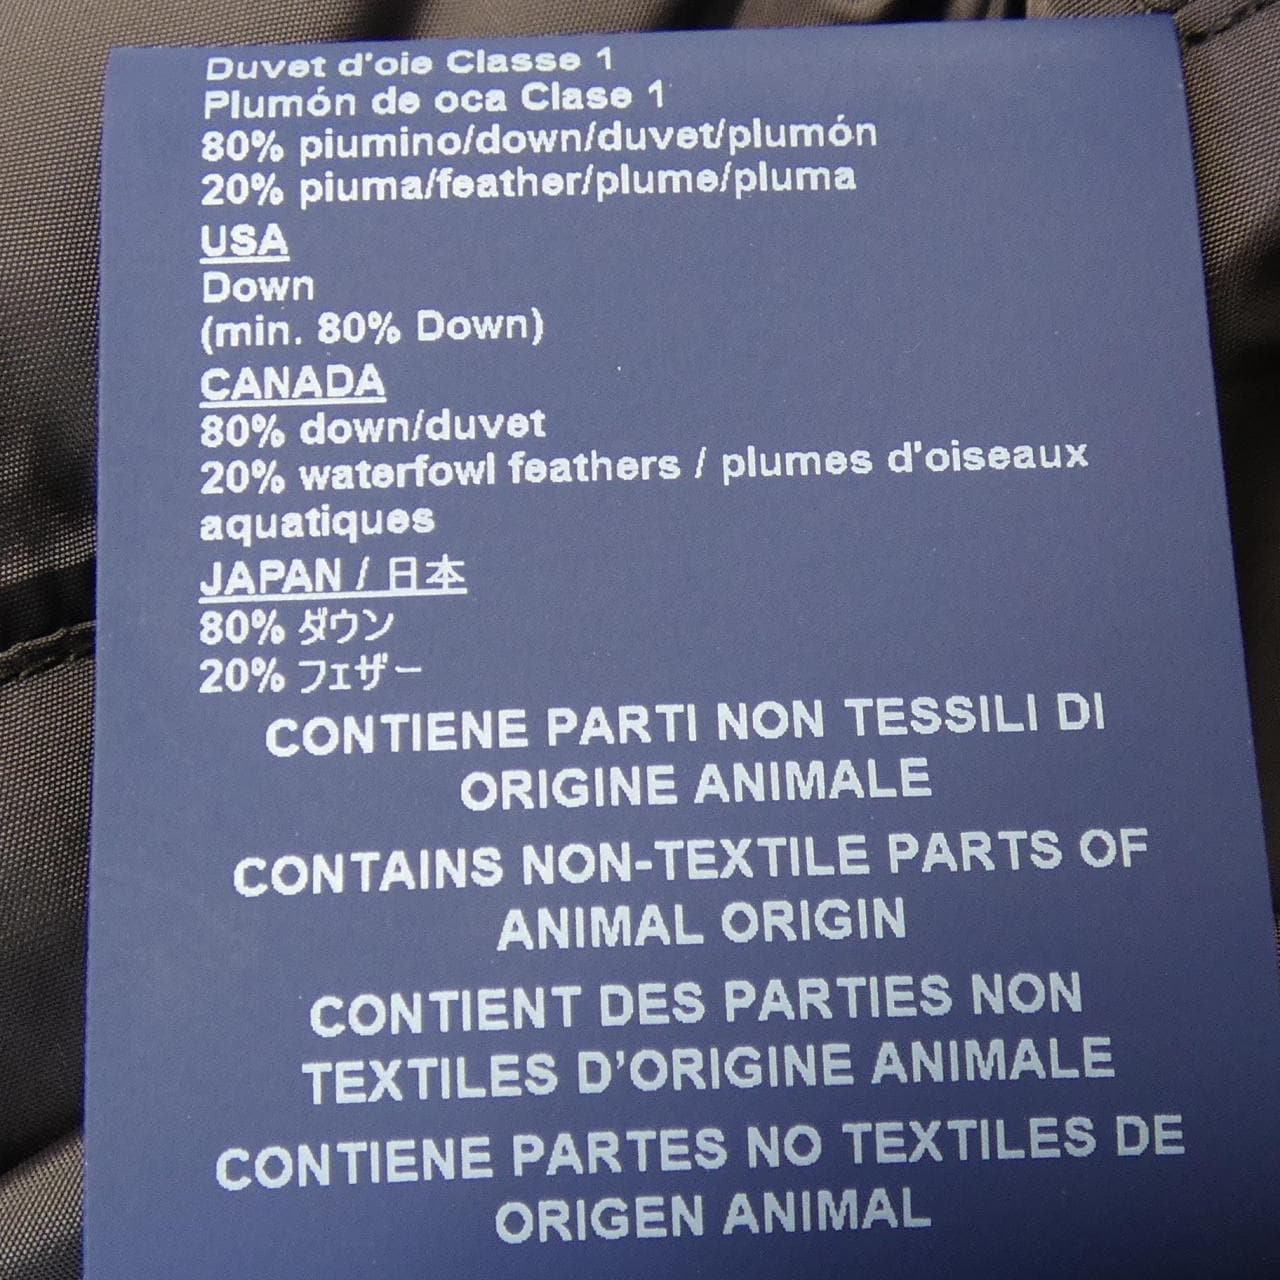 Duvet d'oie Classe 1
Plumón de oca Clase 1
80% piumino/down/duvet/plumón
20% piuma/feather/plume/pluma
USA
Down
(min. 80% Down)
CANADA
80% down/duvet
20% waterfowl feathers / plumes d'oiseaux
aquatiques
JAPAN / 日本
80% ダウン
20% フェザー
CONTIENE PARTI NON TESSILI DI
ORIGINE ANIMALE
CONTAINS NON-TEXTILE PARTS OF
ANIMAL ORIGIN
CONTIENT DES PARTIES NON
TEXTILES D’ORIGINE ANIMALE
CONTIENE PARTES NO TEXTILES DE
ORIGEN ANIMAL